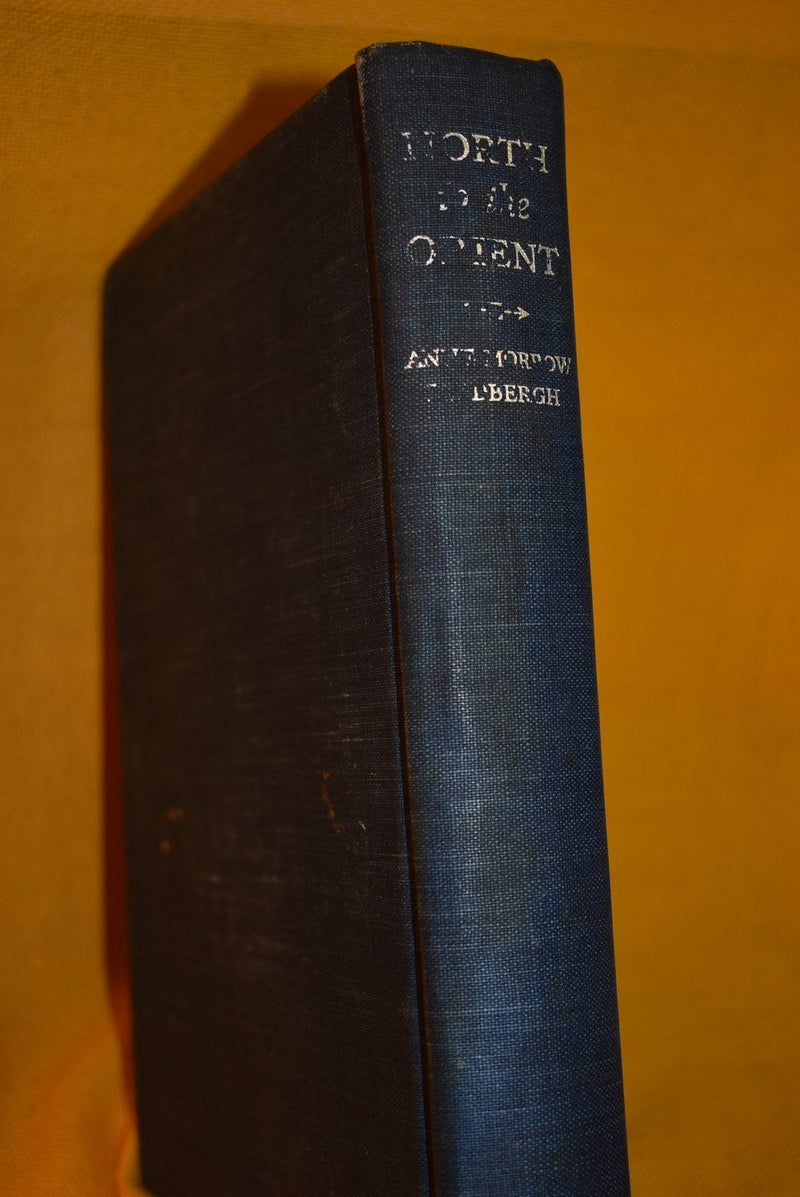 NORTH
to the
ORIENT
ANNE MORROW
LINDBERGH